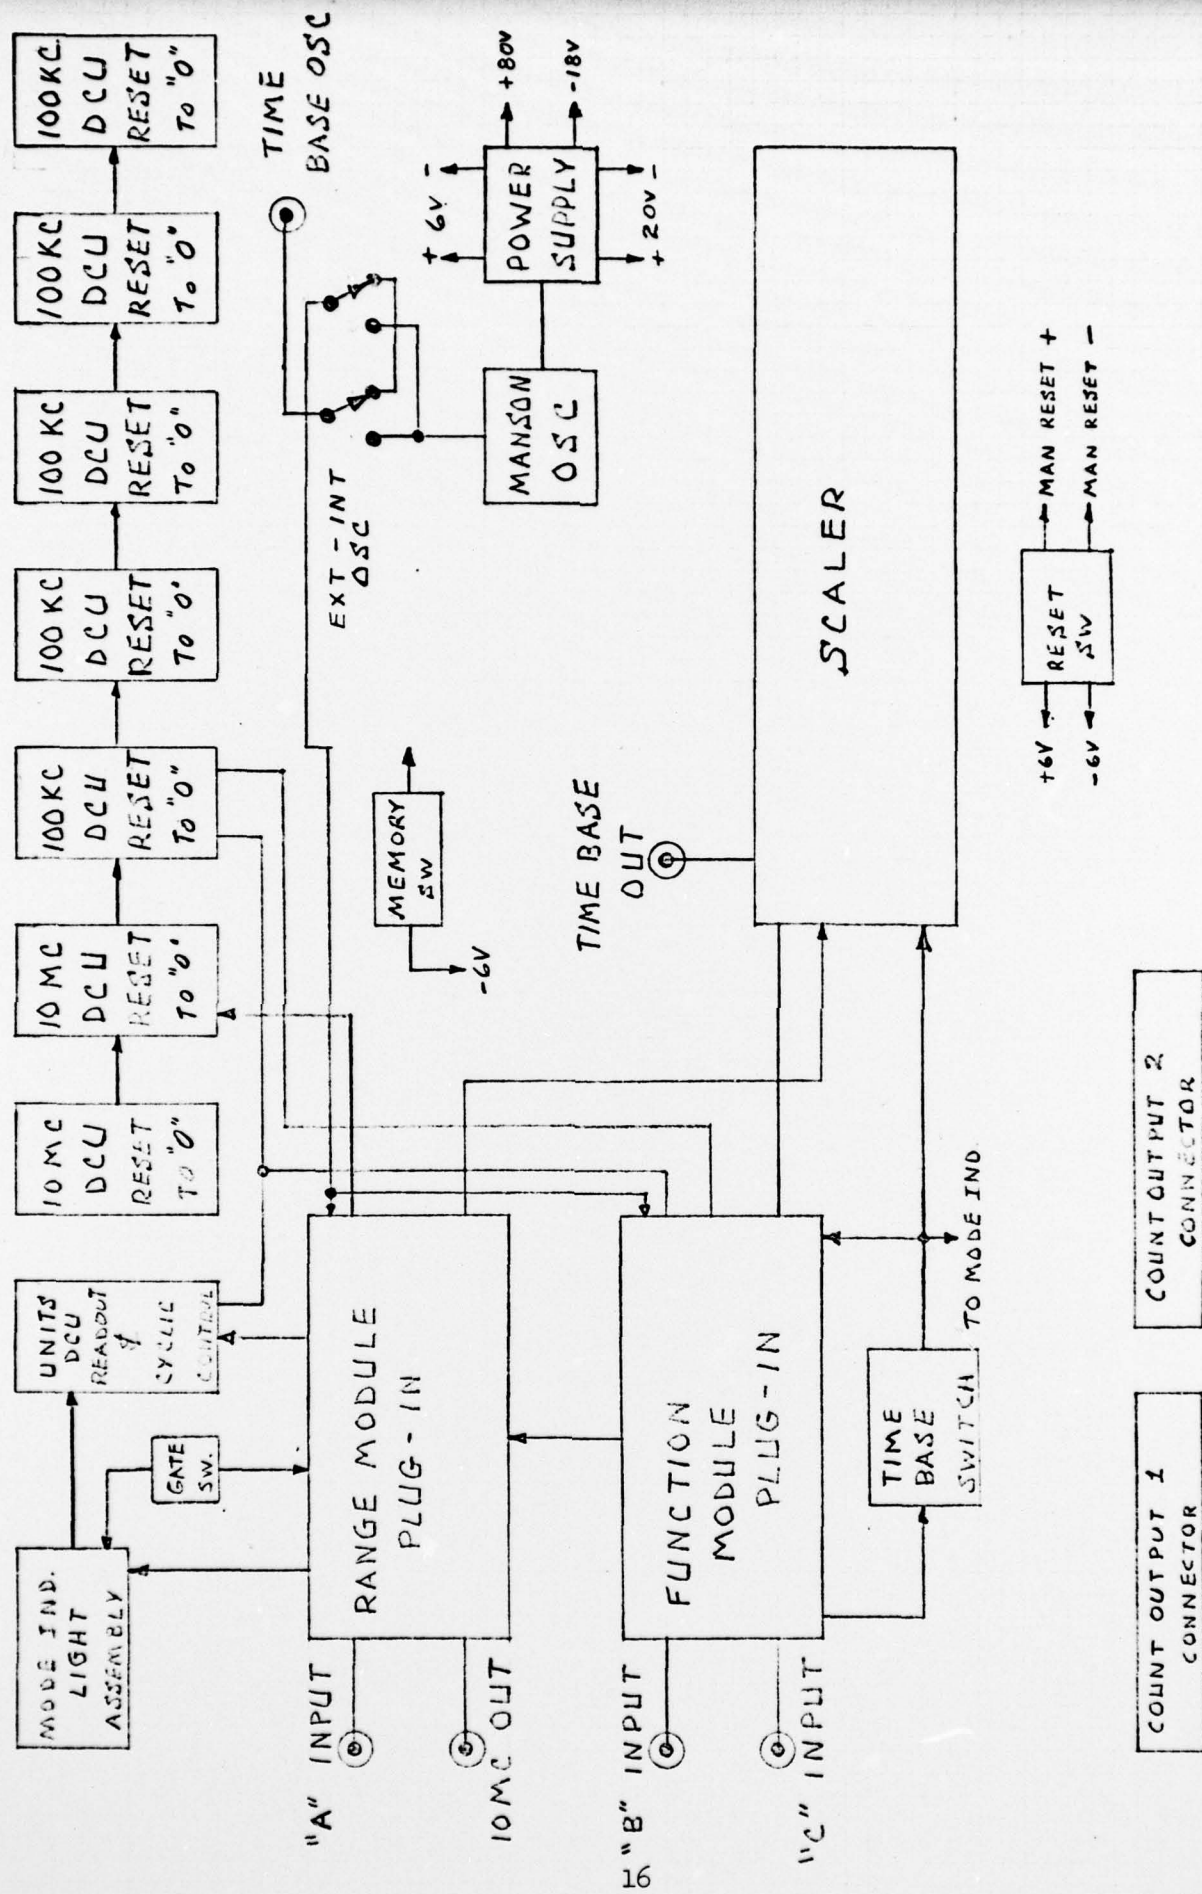 MODE IND.
LIGHT
ASSEMBLY
GATE
SW.
UNITS
DCU
READOUT
&
CYCLIC
CONTROL
10 MC
DCU
RESET
TO "0"
10 MC
DCU
RESET
TO "0"
100KC
DCU
RESET
TO "0"
100KC
DCU
RESET
TO "0"
100 KC
DCU
RESET
TO "0"
100KC
DCU
RESET
TO "0"
100KC.
DCU
RESET
TO "0"
"A" INPUT
10MC OUT
RANGE MODULE
PLUG-IN
EXT-INT
OSC
TIME
BASE OSC
MEMORY
SW
-6V
MANSON
OSC
POWER
SUPPLY
+ 6V -
+80V
-18V
+ 20V -
"B" INPUT
"C" INPUT
FUNCTION
MODULE
PLUG-IN
TIME
BASE
SWITCH
TO MODE IND
TIME BASE
OUT
SCALER
+6V
-6V
RESET
SW
MAN RESET +
MAN RESET -
COUNT OUTPUT 1
CONNECTOR
COUNT OUTPUT 2
CONNECTOR
16